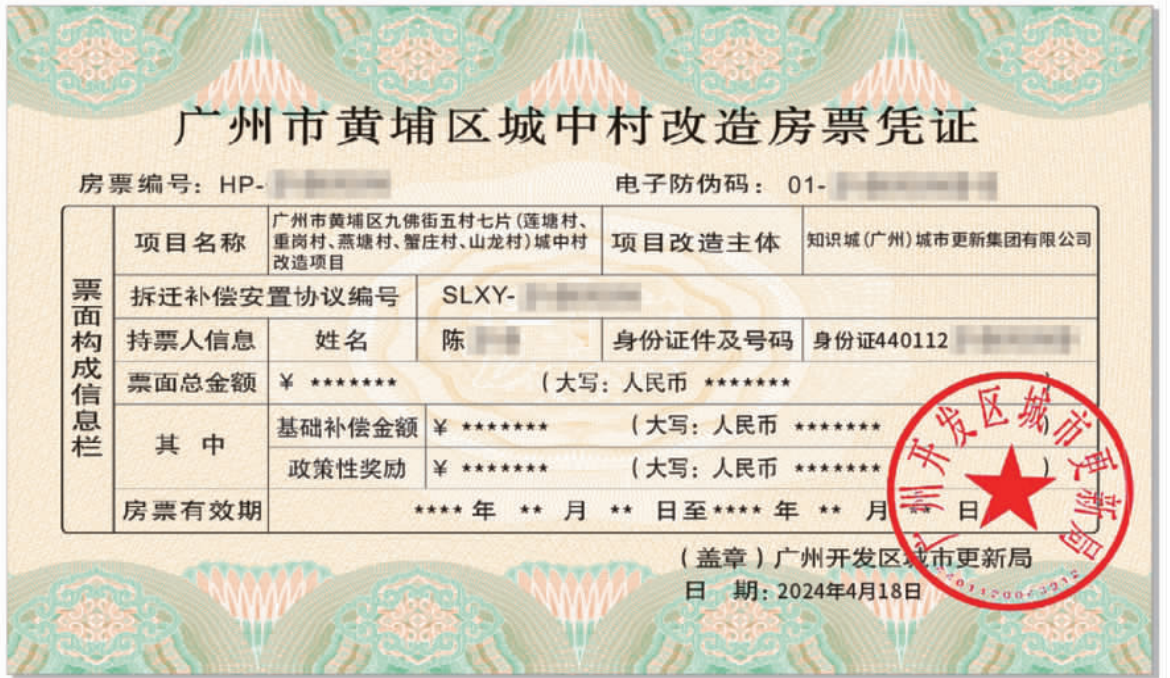 广州市黄埔区城中村改造房票凭证
房票编号：HP- 电子防伪码：01-
票面构成信息栏
项目名称 广州市黄埔区九佛街五村七片(莲塘村、
重岗村、燕塘村、蟹庄村、山龙村)城中村
改造项目
项目改造主体 知识城(广州)城市更新集团有限公司
拆迁补偿安置协议编号 SLXY-
持票人信息 姓名 陈 身份证件及号码 身份证440112
票面总金额 ¥ ******* (大写：人民币 ******* )
其 中 基础补偿金额 ¥ ******* (大写：人民币 ******* )
政策性奖励 ¥ ******* (大写：人民币 ******* )
房票有效期 **** 年 ** 月 ** 日至 **** 年 ** 月 ** 日
(盖章)广州开发区城市更新局
日 期：2024年4月18日
广州开发区城市更新局